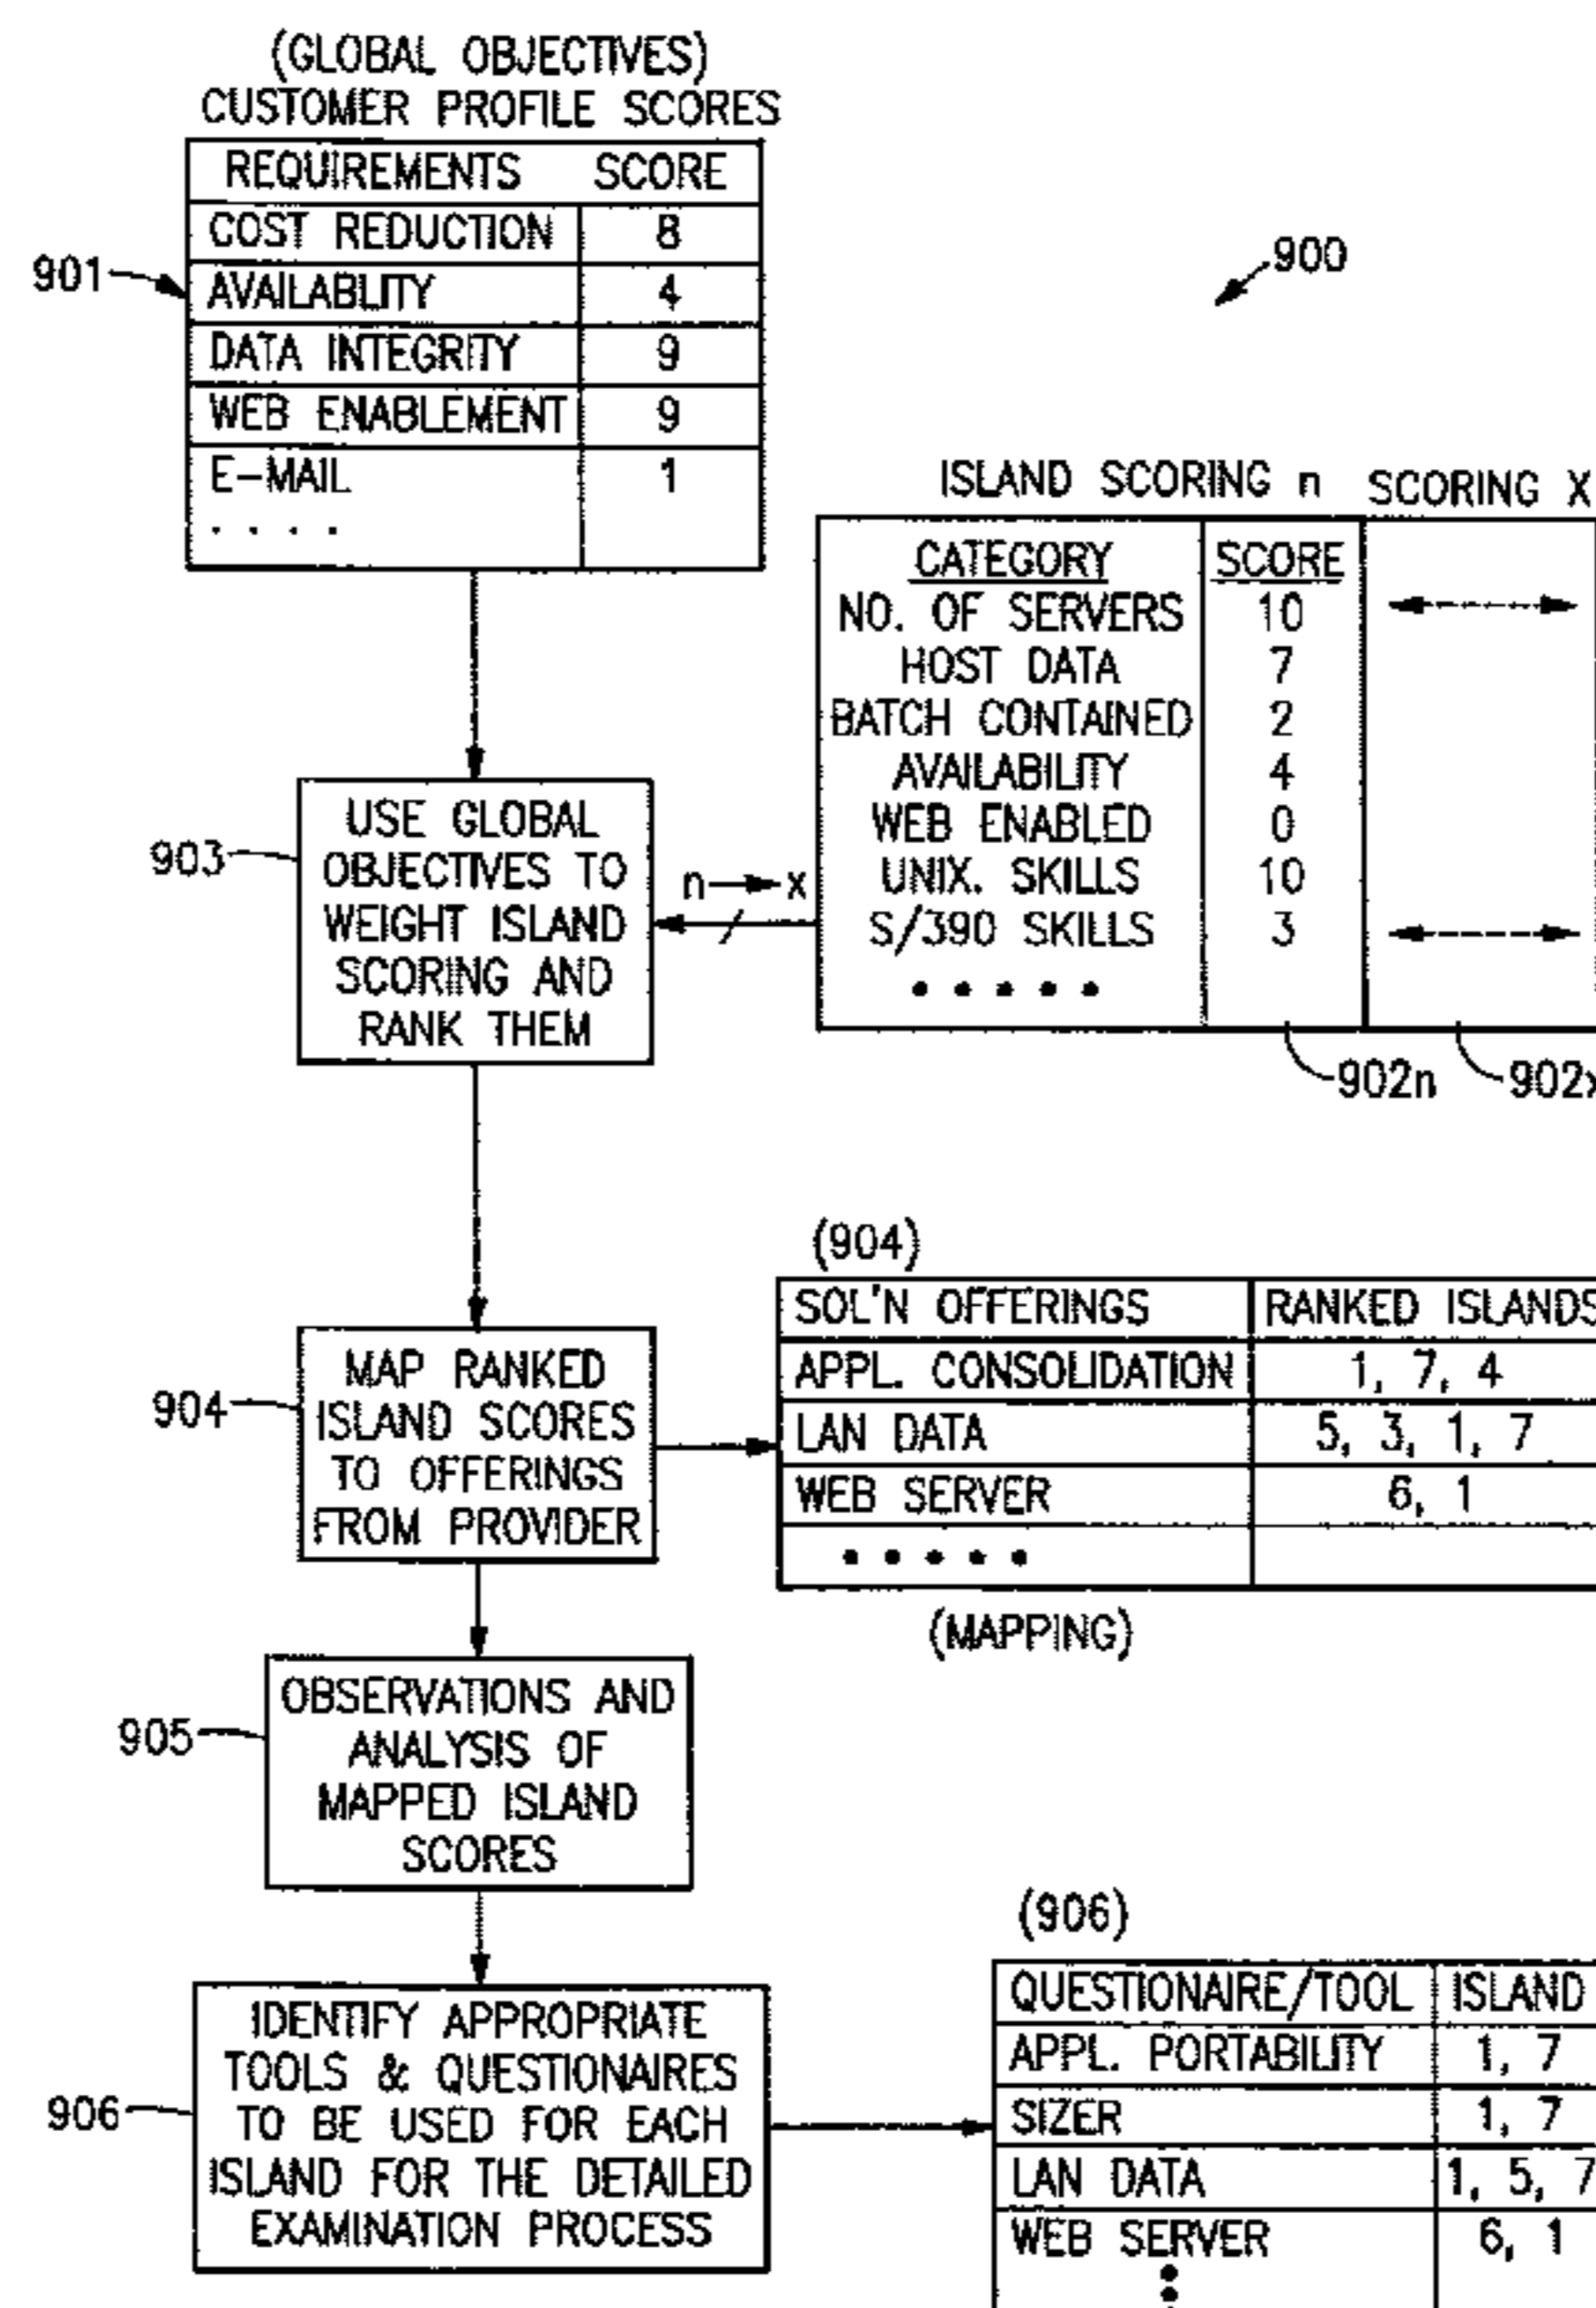 (GLOBAL OBJECTIVES)
CUSTOMER PROFILE SCORES
REQUIREMENTS SCORE
COST REDUCTION 8
901
AVAILABLITY 4
DATA INTEGRITY 9
WEB ENABLEMENT 9
E-MAIL 1
. . . .
900
ISLAND SCORING n SCORING X
CATEGORY SCORE
NO. OF SERVERS 10
HOST DATA 7
BATCH CONTAINED 2
AVAILABILITY 4
WEB ENABLED 0
UNIX. SKILLS 10
S/390 SKILLS 3
• • • • •
902n 902x
903
USE GLOBAL
OBJECTIVES TO
WEIGHT ISLAND
SCORING AND
RANK THEM
n→x
(904)
SOL'N OFFERINGS RANKED ISLANDS
APPL. CONSOLIDATION 1, 7, 4
LAN DATA 5, 3, 1, 7
WEB SERVER 6, 1
• • • • •
(MAPPING)
904
MAP RANKED
ISLAND SCORES
TO OFFERINGS
FROM PROVIDER
905
OBSERVATIONS AND
ANALYSIS OF
MAPPED ISLAND
SCORES
906
IDENTIFY APPROPRIATE
TOOLS & QUESTIONAIRES
TO BE USED FOR EACH
ISLAND FOR THE DETAILED
EXAMINATION PROCESS
(906)
QUESTIONAIRE/TOOL ISLAND
APPL. PORTABILITY 1, 7
SIZER 1, 7
LAN DATA 1, 5, 7
WEB SERVER 6, 1